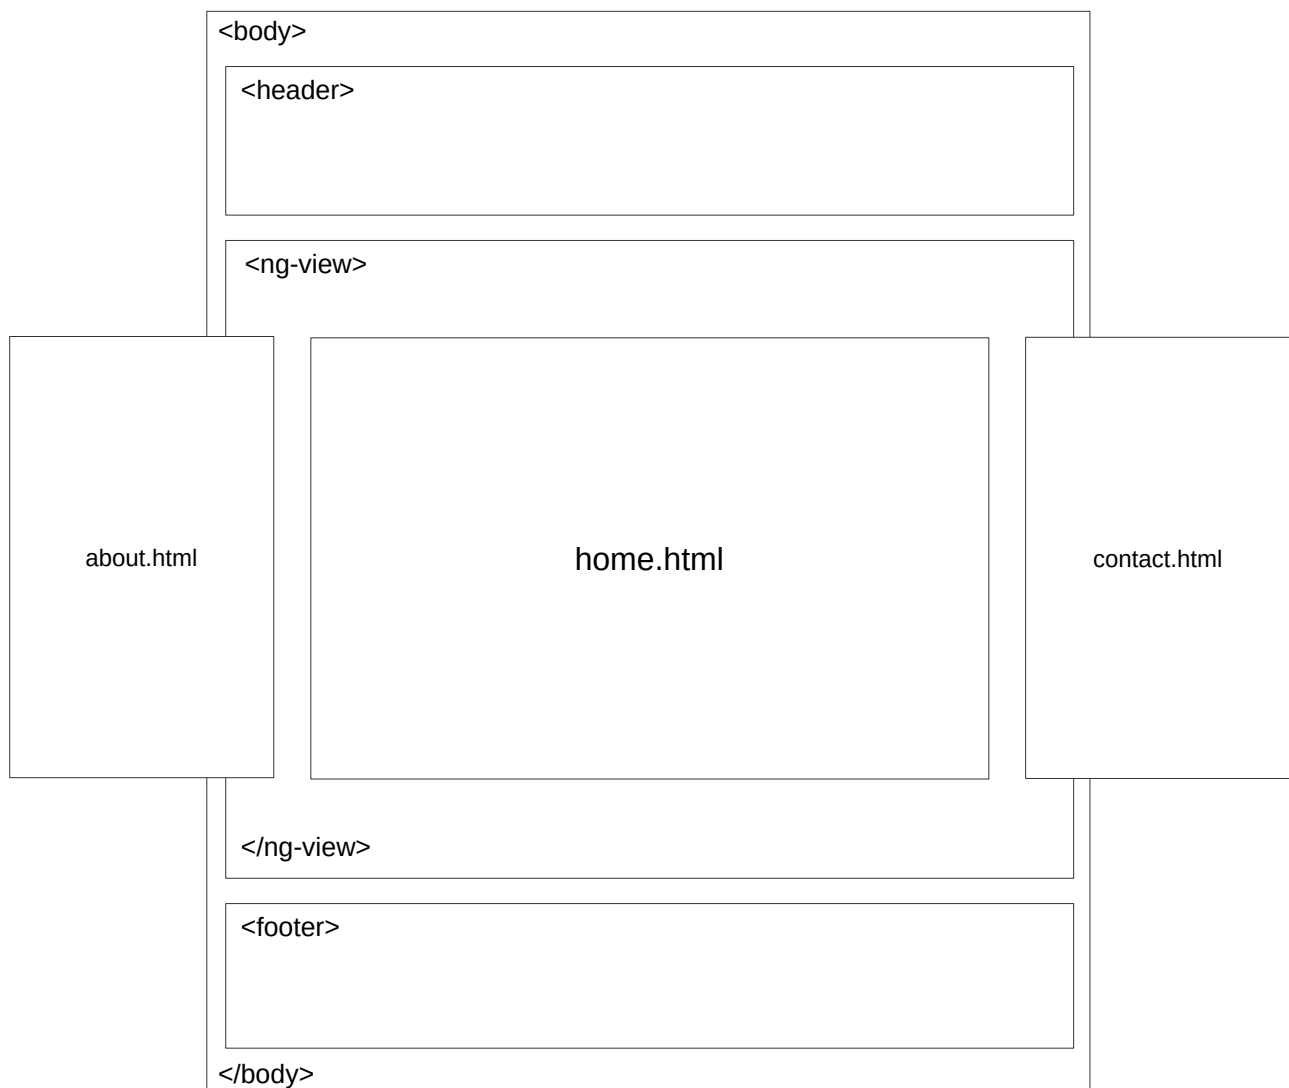 <body>
<header>
<ng-view>
about.html
home.html
contact.html
</ng-view>
<footer>
</body>